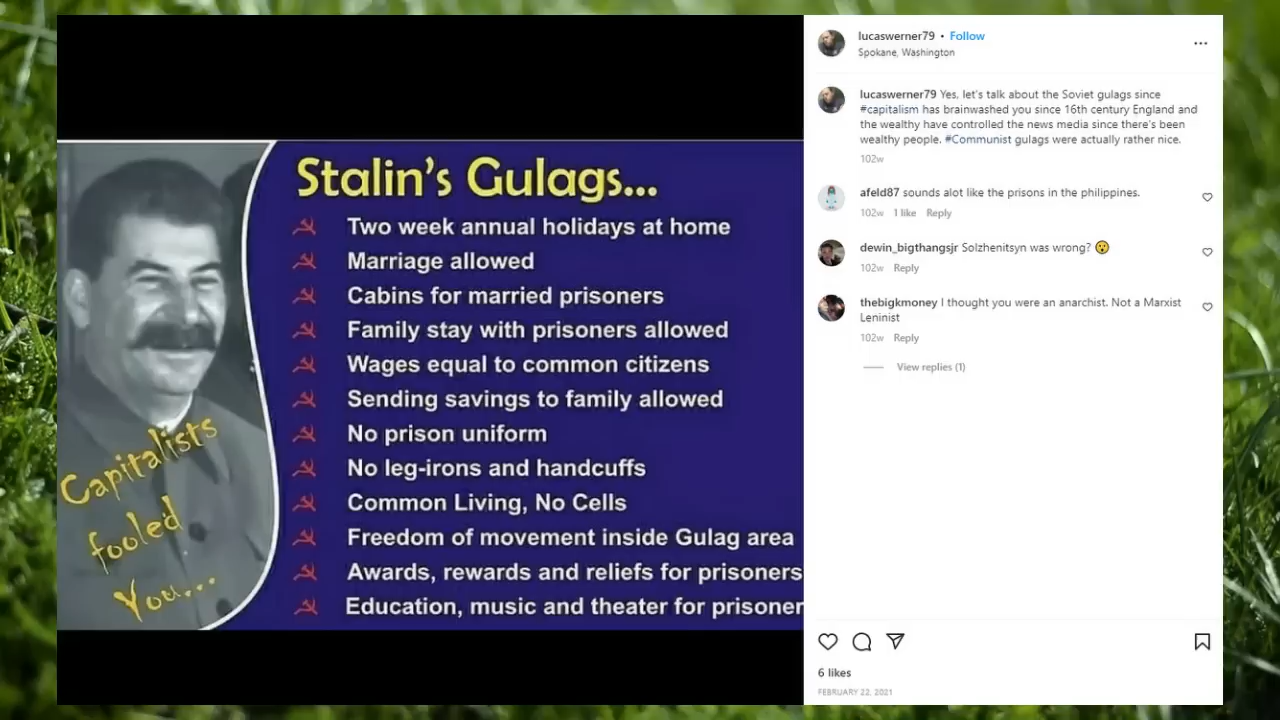 Stalin's Gulags...
Two week annual holidays at home
Marriage allowed
Cabins for married prisoners
Family stay with prisoners allowed
Wages equal to common citizens
Sending savings to family allowed
No prison uniform
No leg-irons and handcuffs
Common Living, No Cells
Freedom of movement inside Gulag area
Awards, rewards and reliefs for prisoners
Education, music and theater for prisoner
Capitalists
fooled
You...
lucaswerner79 • Follow
Spokane, Washington
lucaswerner79 Yes, let's talk about the Soviet gulags since
#capitalism has brainwashed you since 16th century England and
the wealthy have controlled the news media since there's been
wealthy people. #Communist gulags were actually rather nice.
102w
afeld87 sounds alot like the prisons in the philippines.
102w 1 like Reply
dewin_bigthangsjr Solzhenitsyn was wrong? 😲
102w Reply
thebigkmoney I thought you were an anarchist. Not a Marxist
Leninist
102w Reply
View replies (1)
6 likes
FEBRUARY 22, 2021